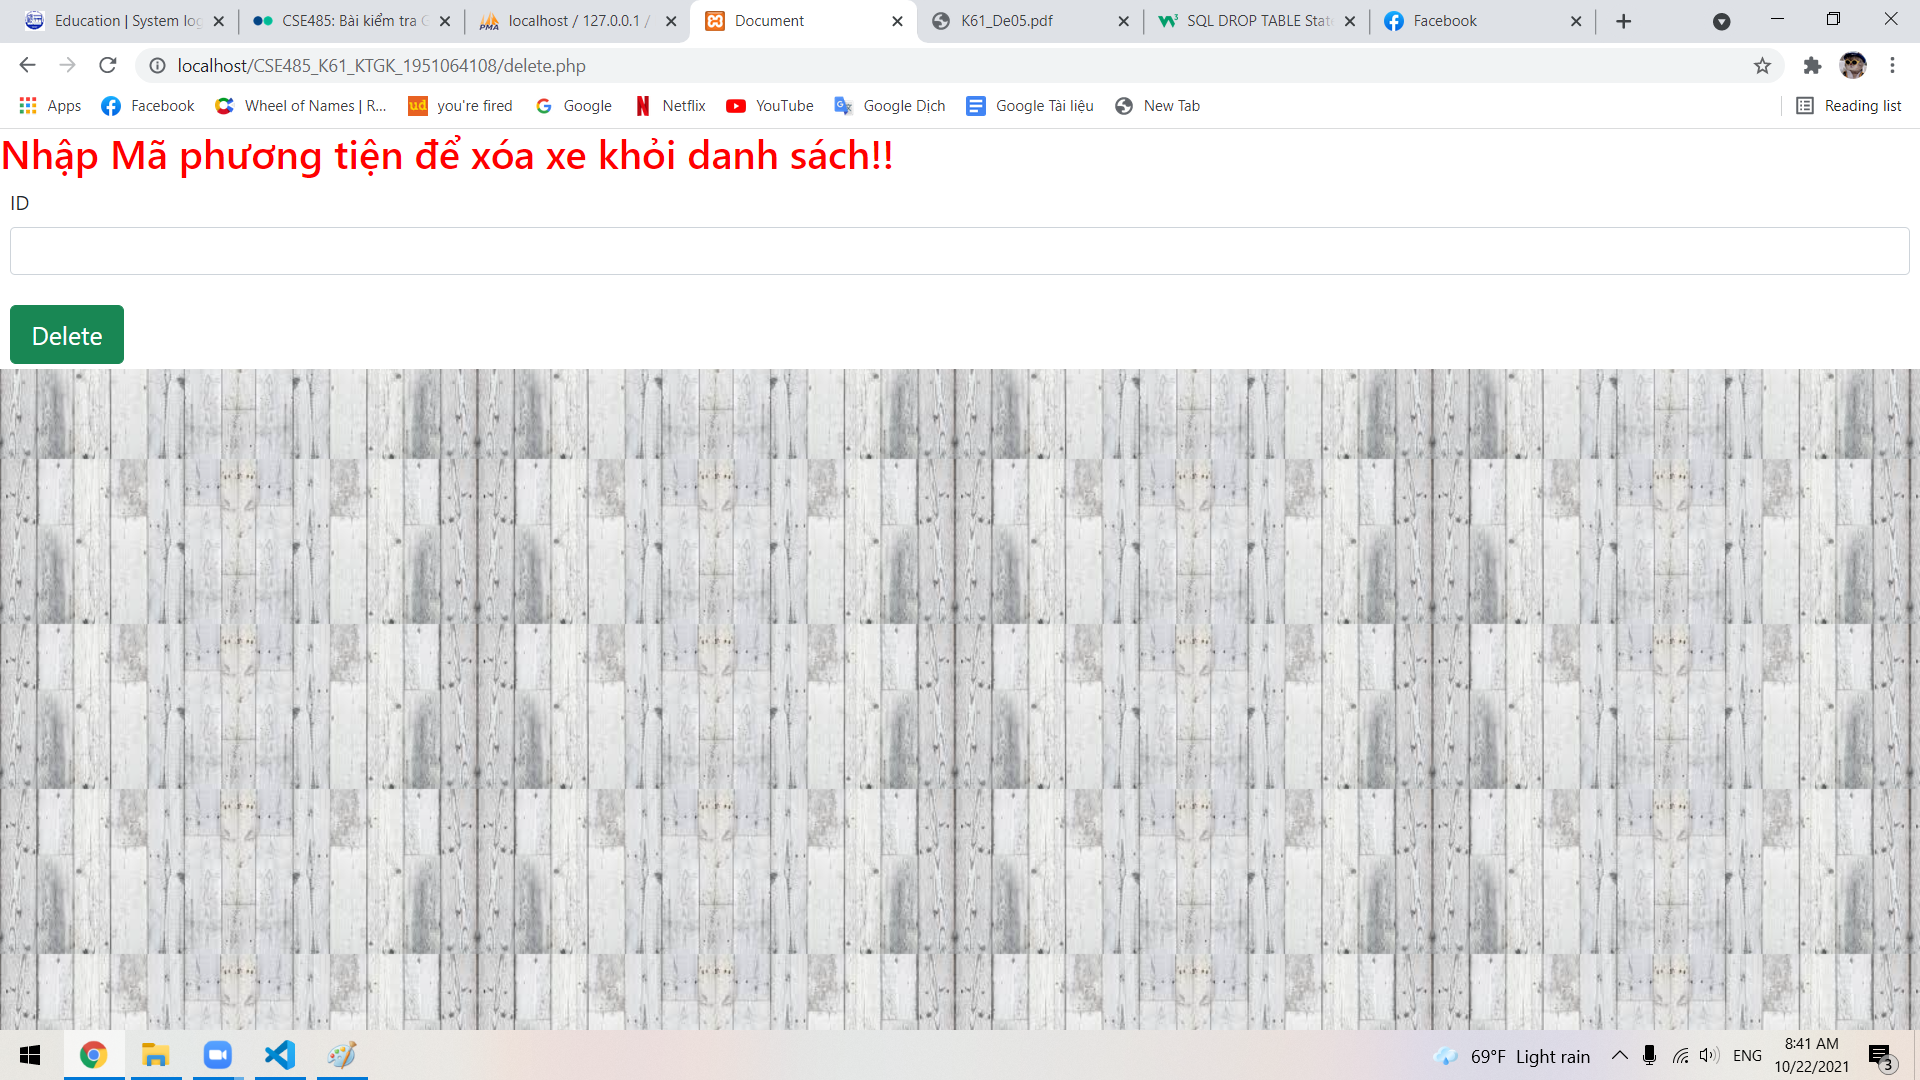 Education | System log
CSE485: Bài kiểm tra G
localhost / 127.0.0.1 /
Document
K61_De05.pdf
SQL DROP TABLE State
Facebook
localhost/CSE485_K61_KTGK_1951064108/delete.php
Apps
Facebook
Wheel of Names | R...
ud you're fired
Google
Netflix
YouTube
Google Dịch
Google Tài liệu
New Tab
Reading list
Nhập Mã phương tiện để xóa xe khỏi danh sách!!
ID
Delete
69°F Light rain
ENG
8:41 AM
10/22/2021
3